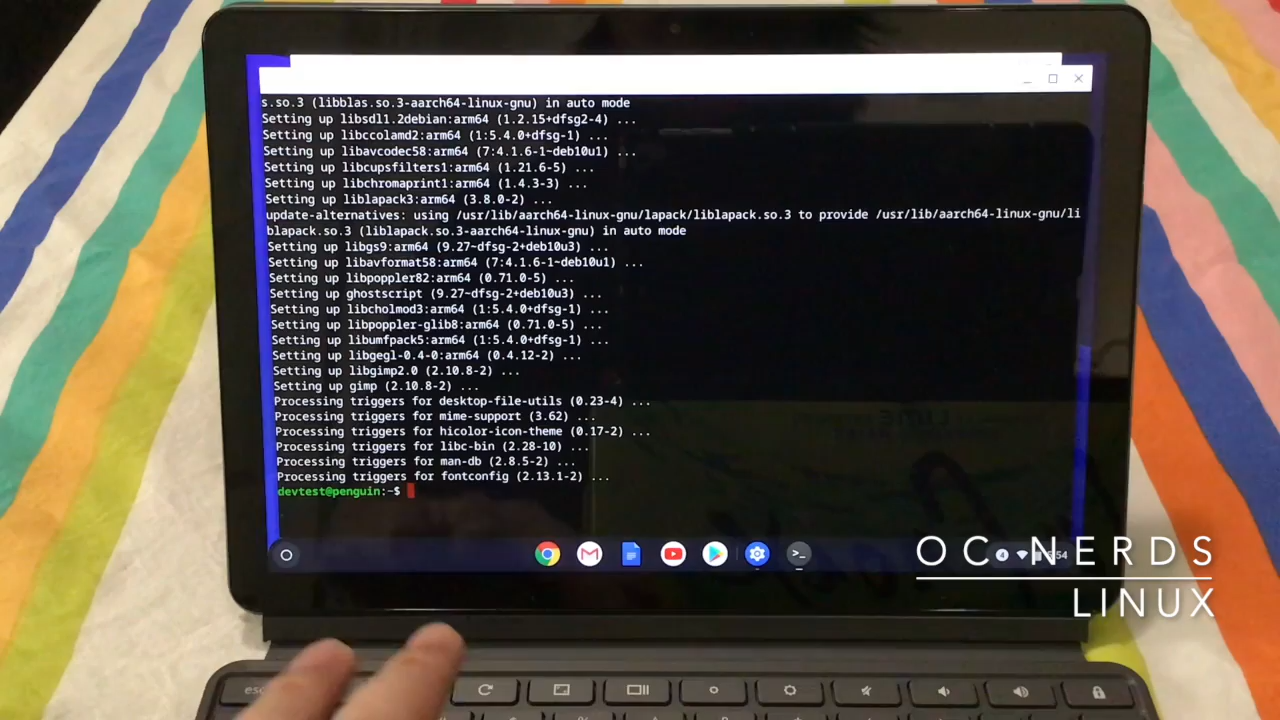 s.so.3 (libblas.so.3-aarch64-linux-gnu) in auto mode
Setting up libsdl1.2debian:arm64 (1.2.15+dfsg2-4) ...
Setting up libccolamd2:arm64 (1:5.4.0+dfsg-1) ...
Setting up libavcodec58:arm64 (7:4.1.6-1~deb10u1) ...
Setting up libcupsfilters1:arm64 (1.21.6-5) ...
Setting up libchromaprint1:arm64 (1.4.3-3) ...
Setting up liblapack3:arm64 (3.8.0-2) ...
update-alternatives: using /usr/lib/aarch64-linux-gnu/lapack/liblapack.so.3 to provide /usr/lib/aarch64-linux-gnu/li
blapack.so.3 (liblapack.so.3-aarch64-linux-gnu) in auto mode
Setting up libgs9:arm64 (9.27~dfsg-2+deb10u3) ...
Setting up libavformat58:arm64 (7:4.1.6-1~deb10u1) ...
Setting up libpoppler82:arm64 (0.71.0-5) ...
Setting up ghostscript (9.27~dfsg-2+deb10u3) ...
Setting up libcholmod3:arm64 (1:5.4.0+dfsg-1) ...
Setting up libpoppler-glib8:arm64 (0.71.0-5) ...
Setting up libumfpack5:arm64 (1:5.4.0+dfsg-1) ...
Setting up libgegl-0.4-0:arm64 (0.4.12-2) ...
Setting up libgimp2.0 (2.10.8-2) ...
Setting up gimp (2.10.8-2) ...
Processing triggers for desktop-file-utils (0.23-4) ...
Processing triggers for mime-support (3.62) ...
Processing triggers for hicolor-icon-theme (0.17-2) ...
Processing triggers for libc-bin (2.28-10) ...
Processing triggers for man-db (2.8.5-2) ...
Processing triggers for fontconfig (2.13.1-2) ...
devtest@penguin:~$
OC NERDS
LINUX